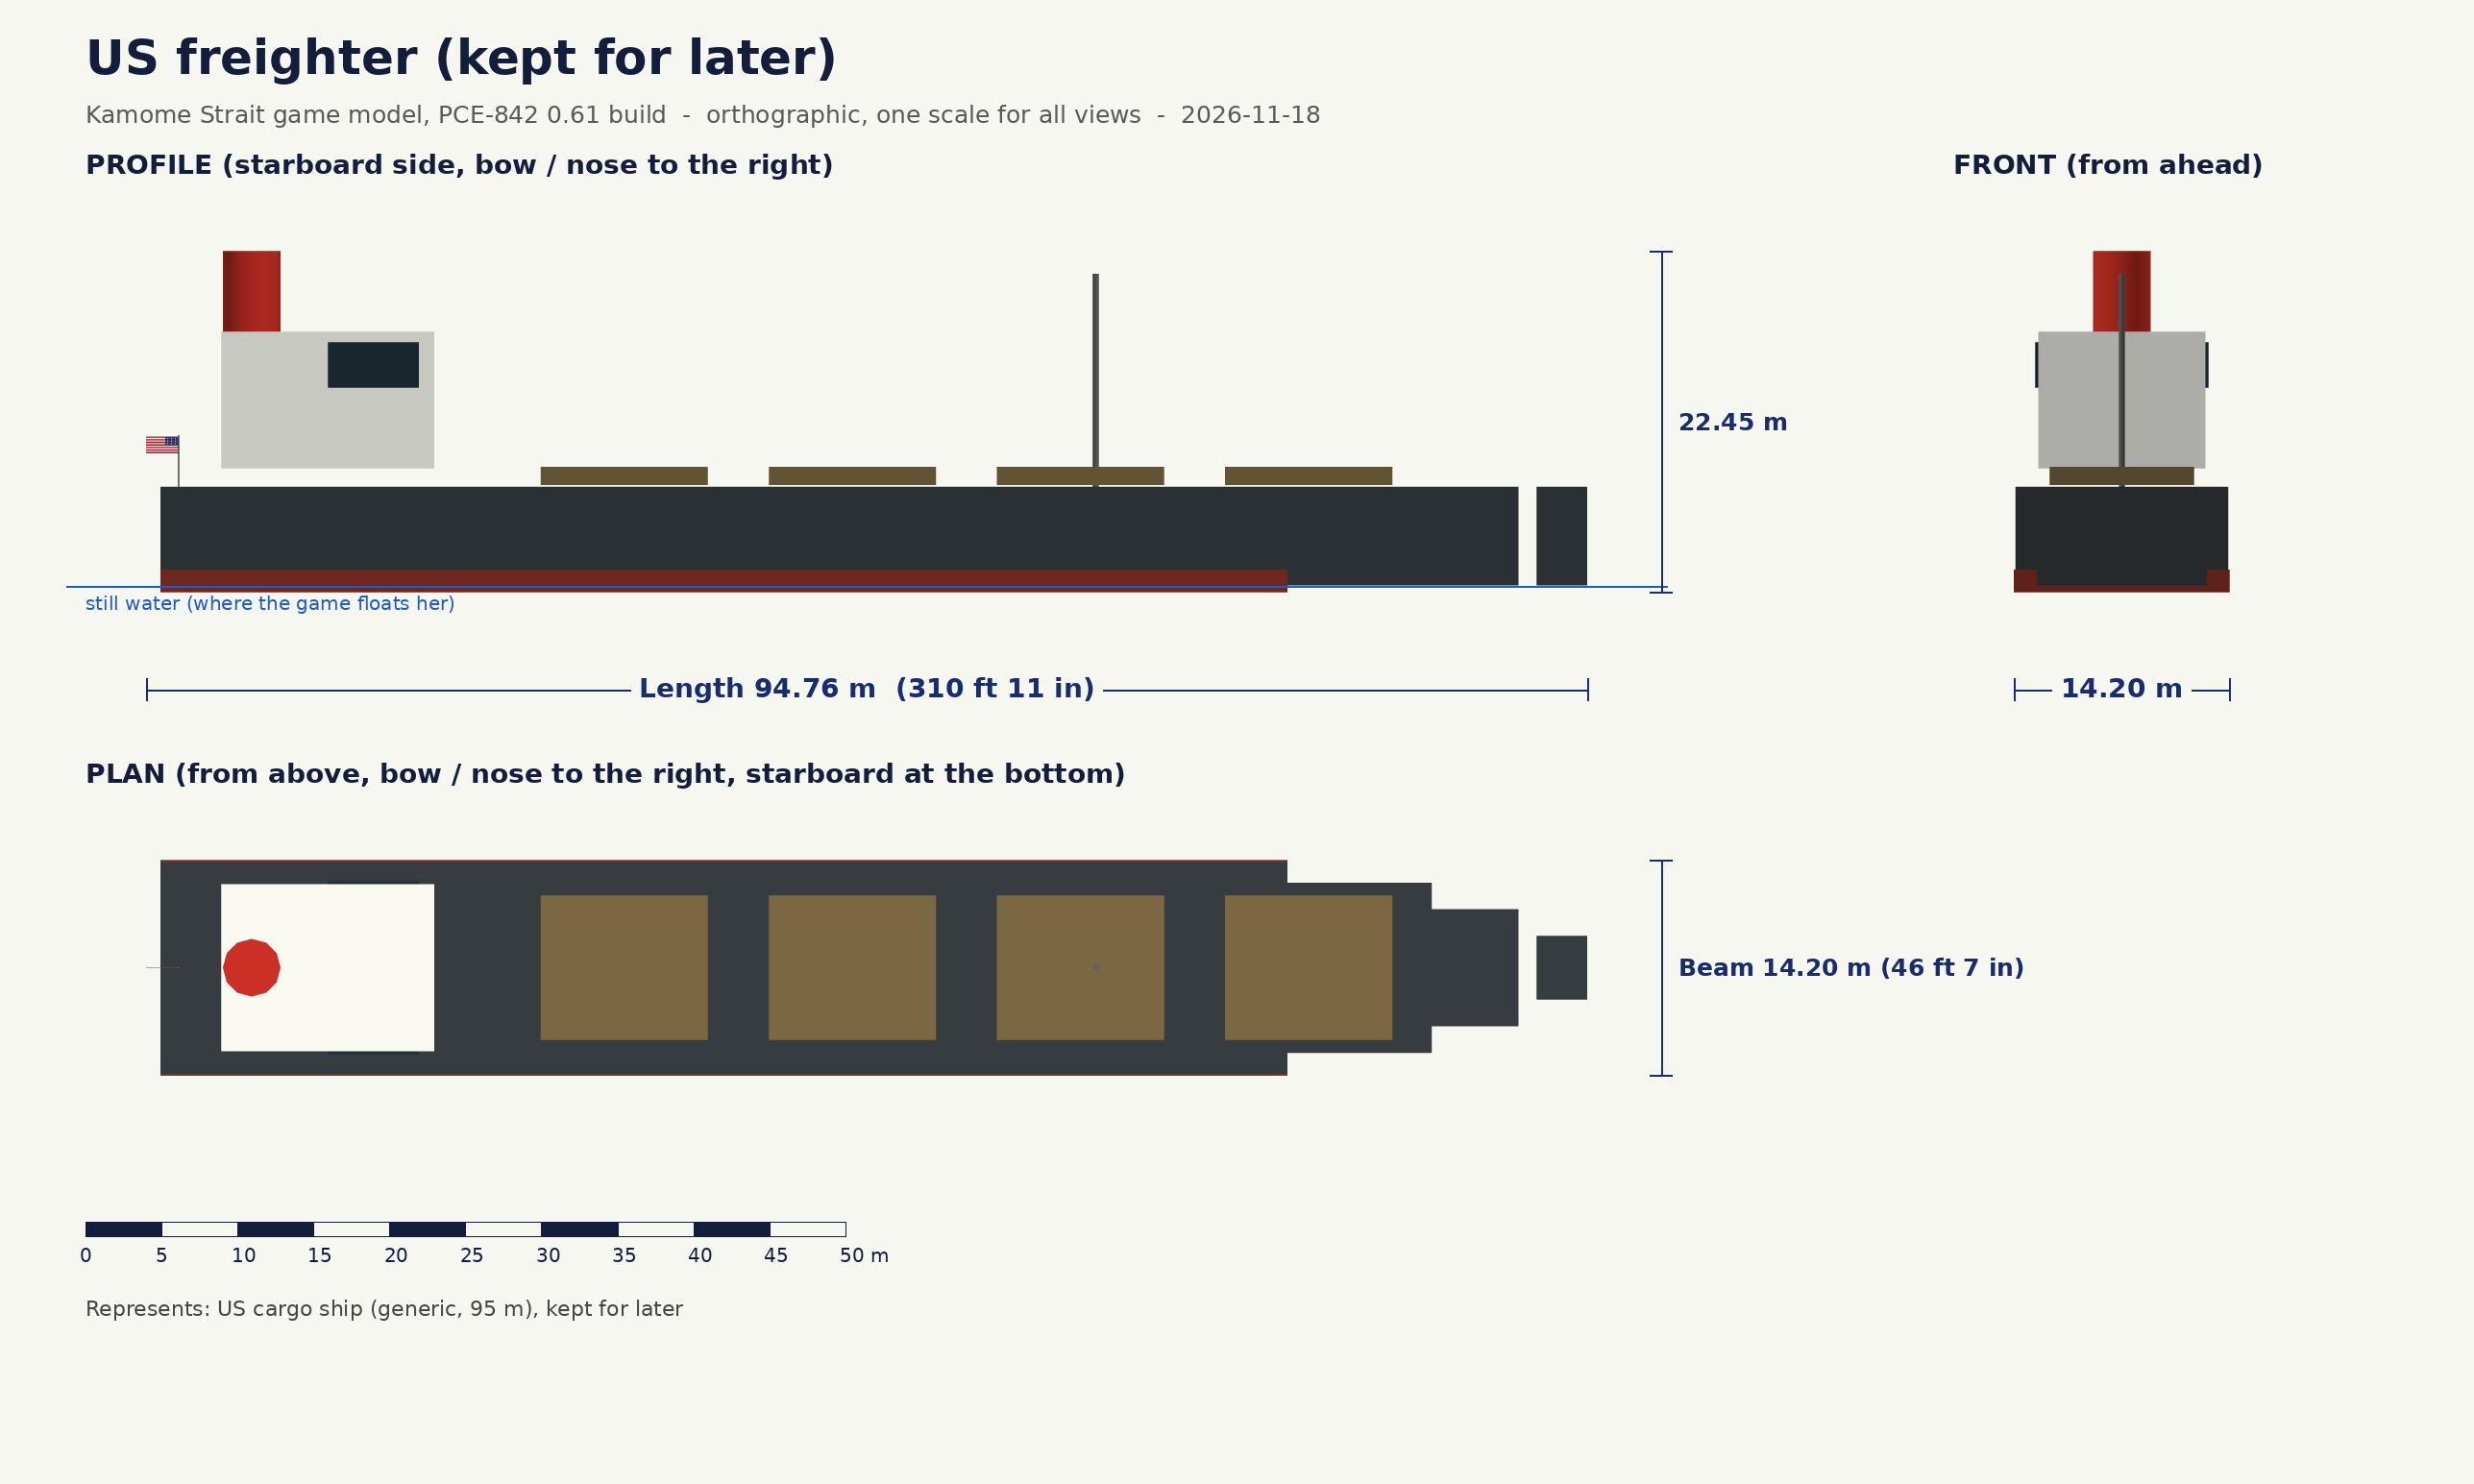 US freighter (kept for later)
Kamome Strait game model, PCE-842 0.61 build  -  orthographic, one scale for all views  -  2026-11-18
PROFILE (starboard side, bow / nose to the right)
FRONT (from ahead)
22.45 m
still water (where the game floats her)
Length 94.76 m  (310 ft 11 in)
14.20 m
PLAN (from above, bow / nose to the right, starboard at the bottom)
Beam 14.20 m (46 ft 7 in)
0 5 10 15 20 25 30 35 40 45 50 m
Represents: US cargo ship (generic, 95 m), kept for later